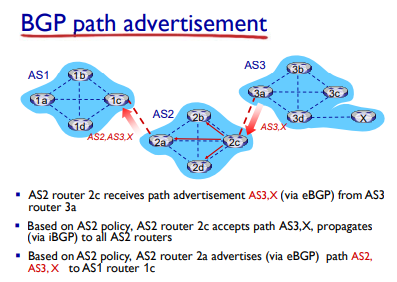 BGP path advertisement
AS1
1b
1a
1c
1d
AS2,AS3,X
AS2
2b
2a
2c
2d
AS3
3b
3a
3c
3d
X
AS3,X
AS2 router 2c receives path advertisement AS3,X (via eBGP) from AS3
router 3a
Based on AS2 policy, AS2 router 2c accepts path AS3,X, propagates
(via iBGP) to all AS2 routers
Based on AS2 policy, AS2 router 2a advertises (via eBGP) path AS2,
AS3, X to AS1 router 1c